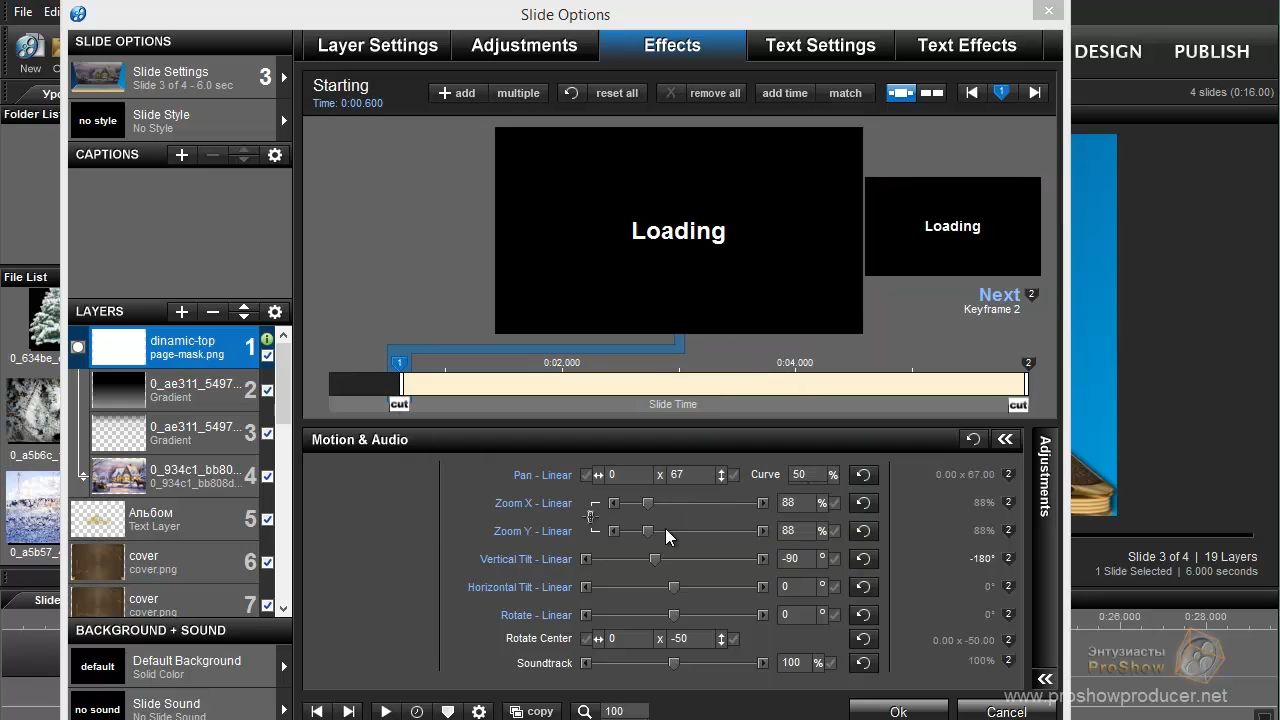 File
Edi
Slide Options
×
New
SLIDE OPTIONS
Slide Settings
Slide 3 of 4 - 6.0 sec
3
no style
Slide Style
No Style
CAPTIONS
Folder List
File List
0_634be_
0_a5b6c_
0_a5b57_4
Slide
LAYERS
dinamic-top
page-mask.png
1
0_ae311_5497...
Gradient
2
0_ae311_5497...
Gradient
3
0_934c1_bb80...
0_934c1_bb808d...
4
Альбом
Text Layer
5
cover
cover.png
6
cover
cover.png
7
BACKGROUND + SOUND
default
Default Background
Solid Color
no sound
Slide Sound
No Slide Sound
Layer Settings
Adjustments
Effects
Text Settings
Text Effects
Starting
Time: 0:00.600
add
multiple
reset all
X
remove all
add time
match
1
Loading
Loading
Next
2
Keyframe 2
1
0:02.000
0:04.000
2
cut
Slide Time
cut
Motion & Audio
Adjustments
Pan - Linear
0
x
67
Curve
50
%
0.00 x 67.00
2
Zoom X - Linear
88
%
88%
2
Zoom Y - Linear
88
%
88%
2
Vertical Tilt - Linear
-90
°
-180°
2
Horizontal Tilt - Linear
0
°
0°
2
Rotate - Linear
0
°
0°
2
Rotate Center
0
x
-50
0.00 x -50.00
2
Soundtrack
100
%
100%
2
copy
100
Ok
Cancel
DESIGN
PUBLISH
4 slides (0:16.00)
Slide 3 of 4 | 19 Layers
1 Slide Selected | 6.000 seconds
0:26.000
0:28.000
Энтузиасты
ProShow
www.proshowproducer.net